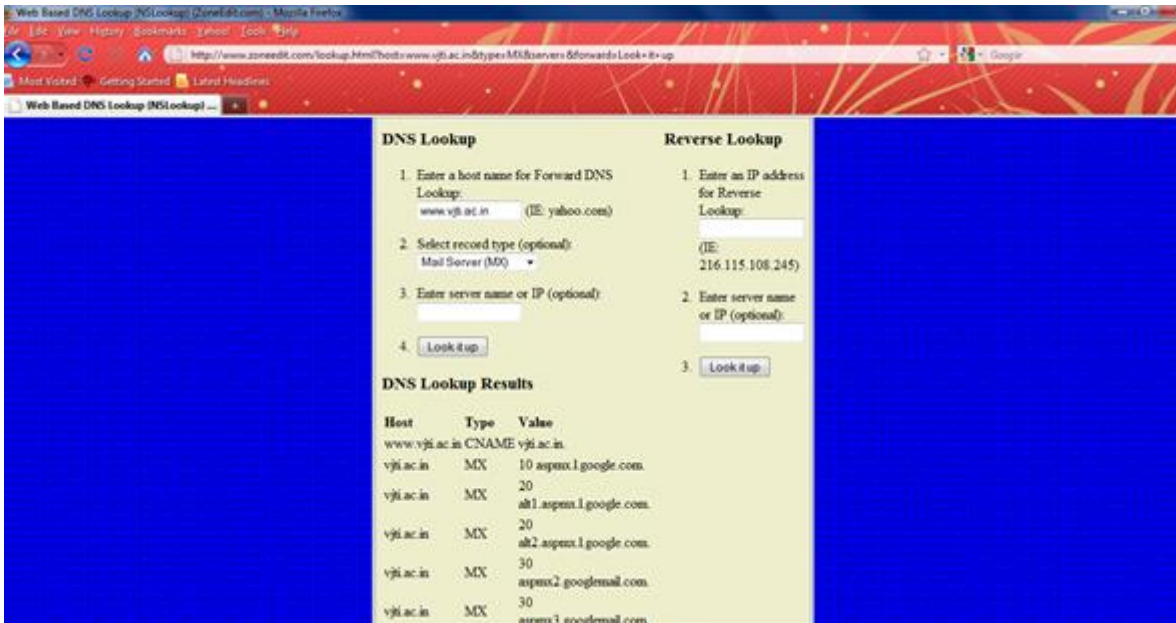 Web Based DNS Lookup (NSLookup) (ZoneEdit.com) - Mozilla Firefox
View History Bookmarks Yahoo! Tools Help
http://www.zoneedit.com/lookup.html?host=www.vjti.ac.in&type=MX&server=&forward=Look+it+up
Google
Most Visited Getting Started Latest Headlines
Web Based DNS Lookup (NSLookup) ...
DNS Lookup
1. Enter a host name for Forward DNS
Lookup:
www.vjti.ac.in (IE: yahoo.com)
2. Select record type (optional):
Mail Server (MX)
3. Enter server name or IP (optional):
4. Look it up
Reverse Lookup
1. Enter an IP address
for Reverse
Lookup:
(IE:
216.115.108.245)
2. Enter server name
or IP (optional):
3. Look it up
DNS Lookup Results
Host Type Value
www.vjti.ac.in CNAME vjti.ac.in.
vjti.ac.in MX 10 aspmx.l.google.com.
vjti.ac.in MX 20
alt1.aspmx.l.google.com.
vjti.ac.in MX 20
alt2.aspmx.l.google.com.
vjti.ac.in MX 30
aspmx2.googlemail.com.
vjti.ac.in MX 30
aspmx3.googlemail.com.